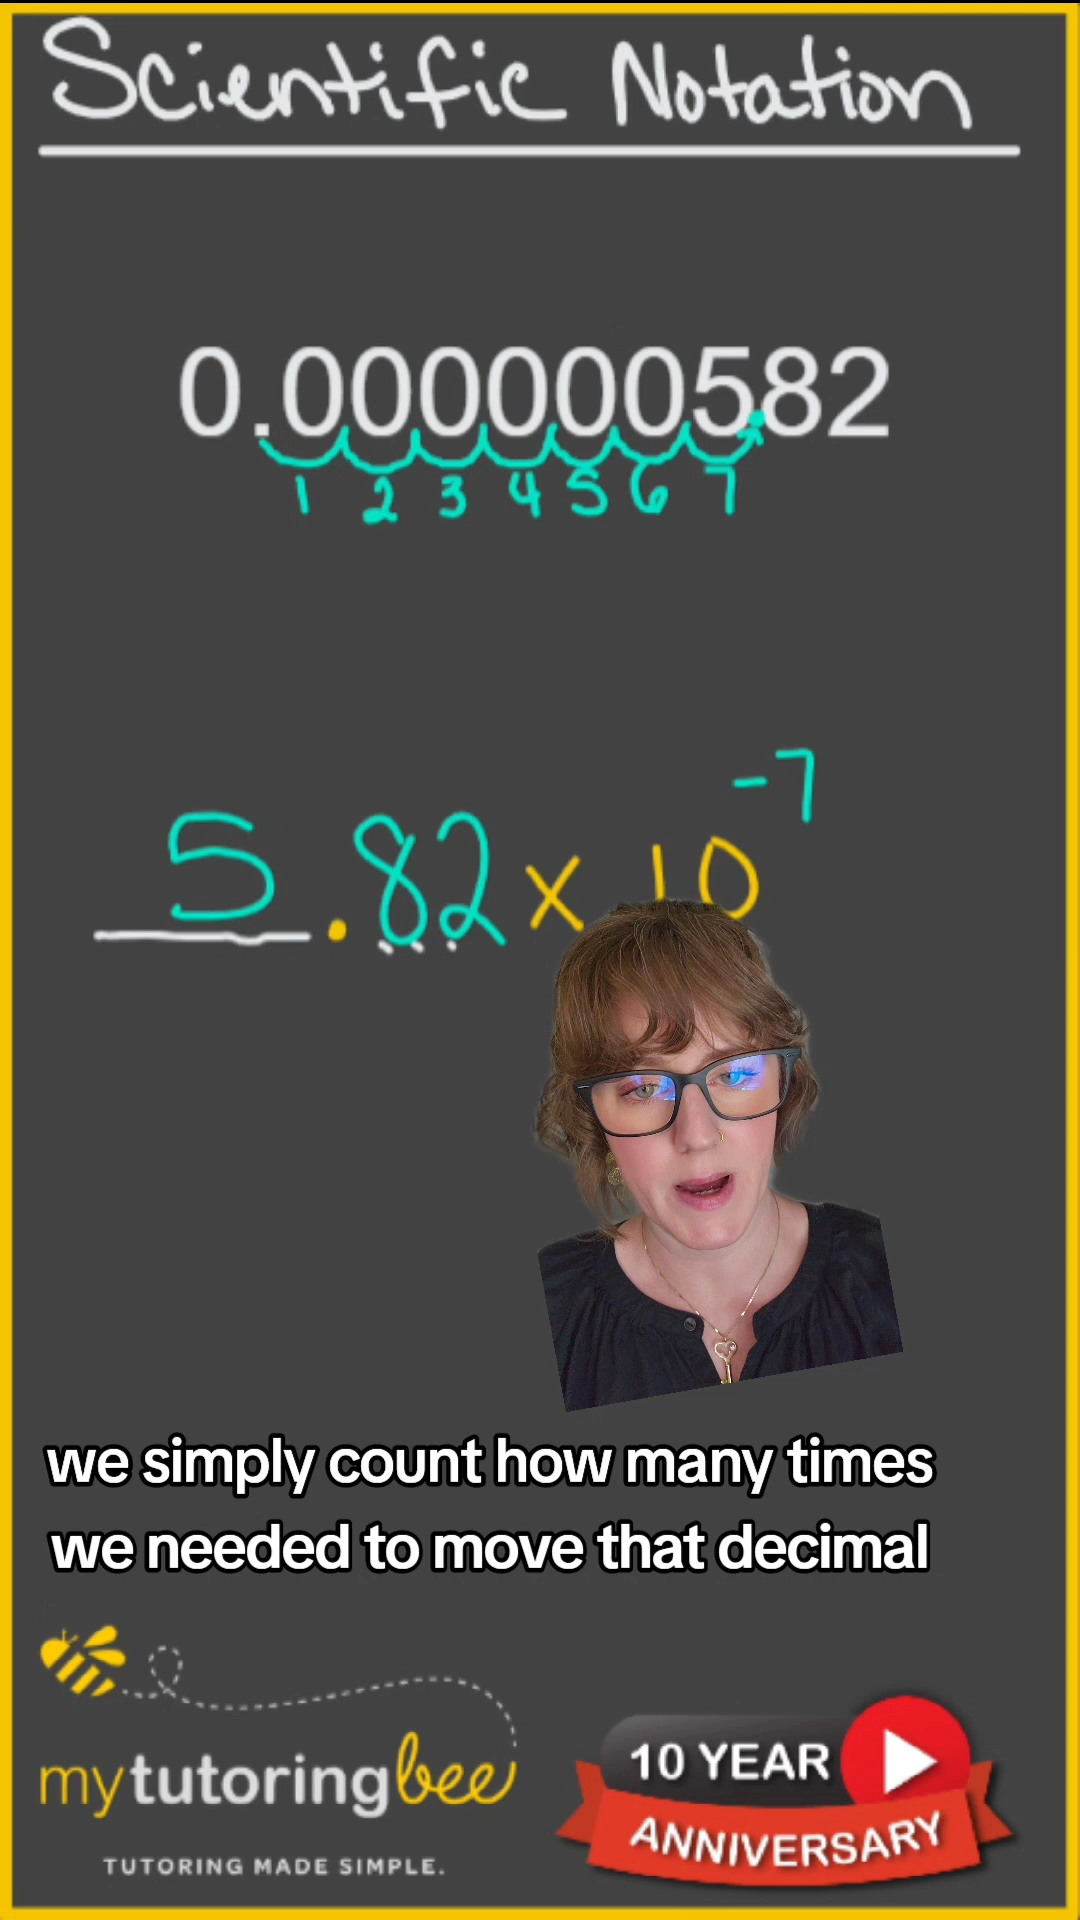 Scientific Notation
0.000000582
1 2 3 4 5 6 7
5.82 x 10^-7
we simply count how many times
we needed to move that decimal
mytutoringbee
TUTORING MADE SIMPLE.
10 YEAR
ANNIVERSARY